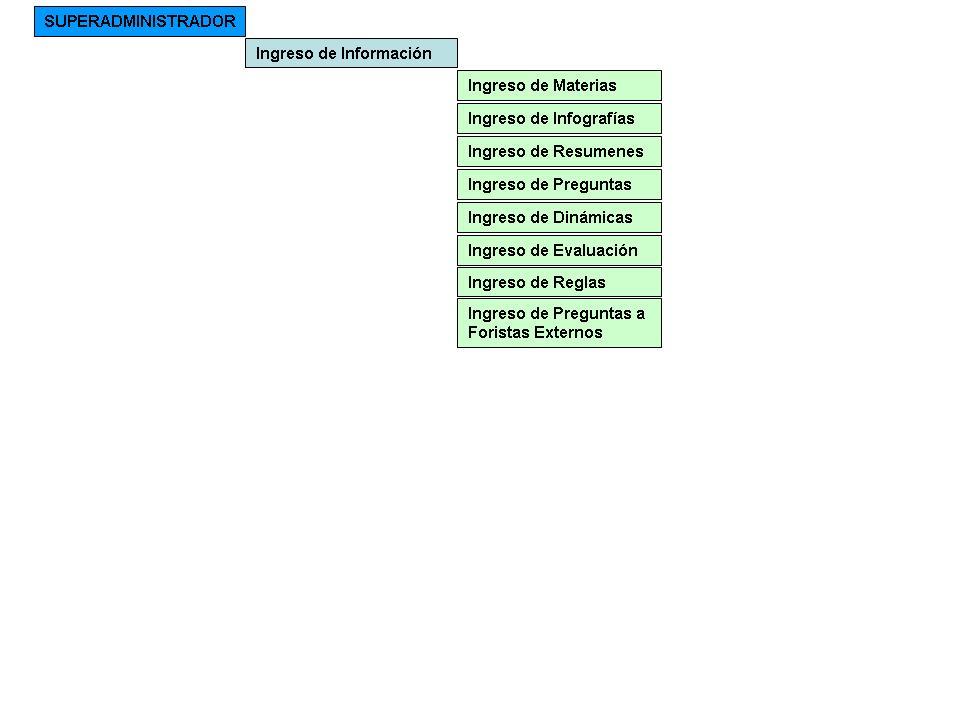 SUPERADMINISTRADOR
Ingreso de Información
Ingreso de Materias
Ingreso de Infografías
Ingreso de Resumenes
Ingreso de Preguntas
Ingreso de Dinámicas
Ingreso de Evaluación
Ingreso de Reglas
Ingreso de Preguntas a
Foristas Externos